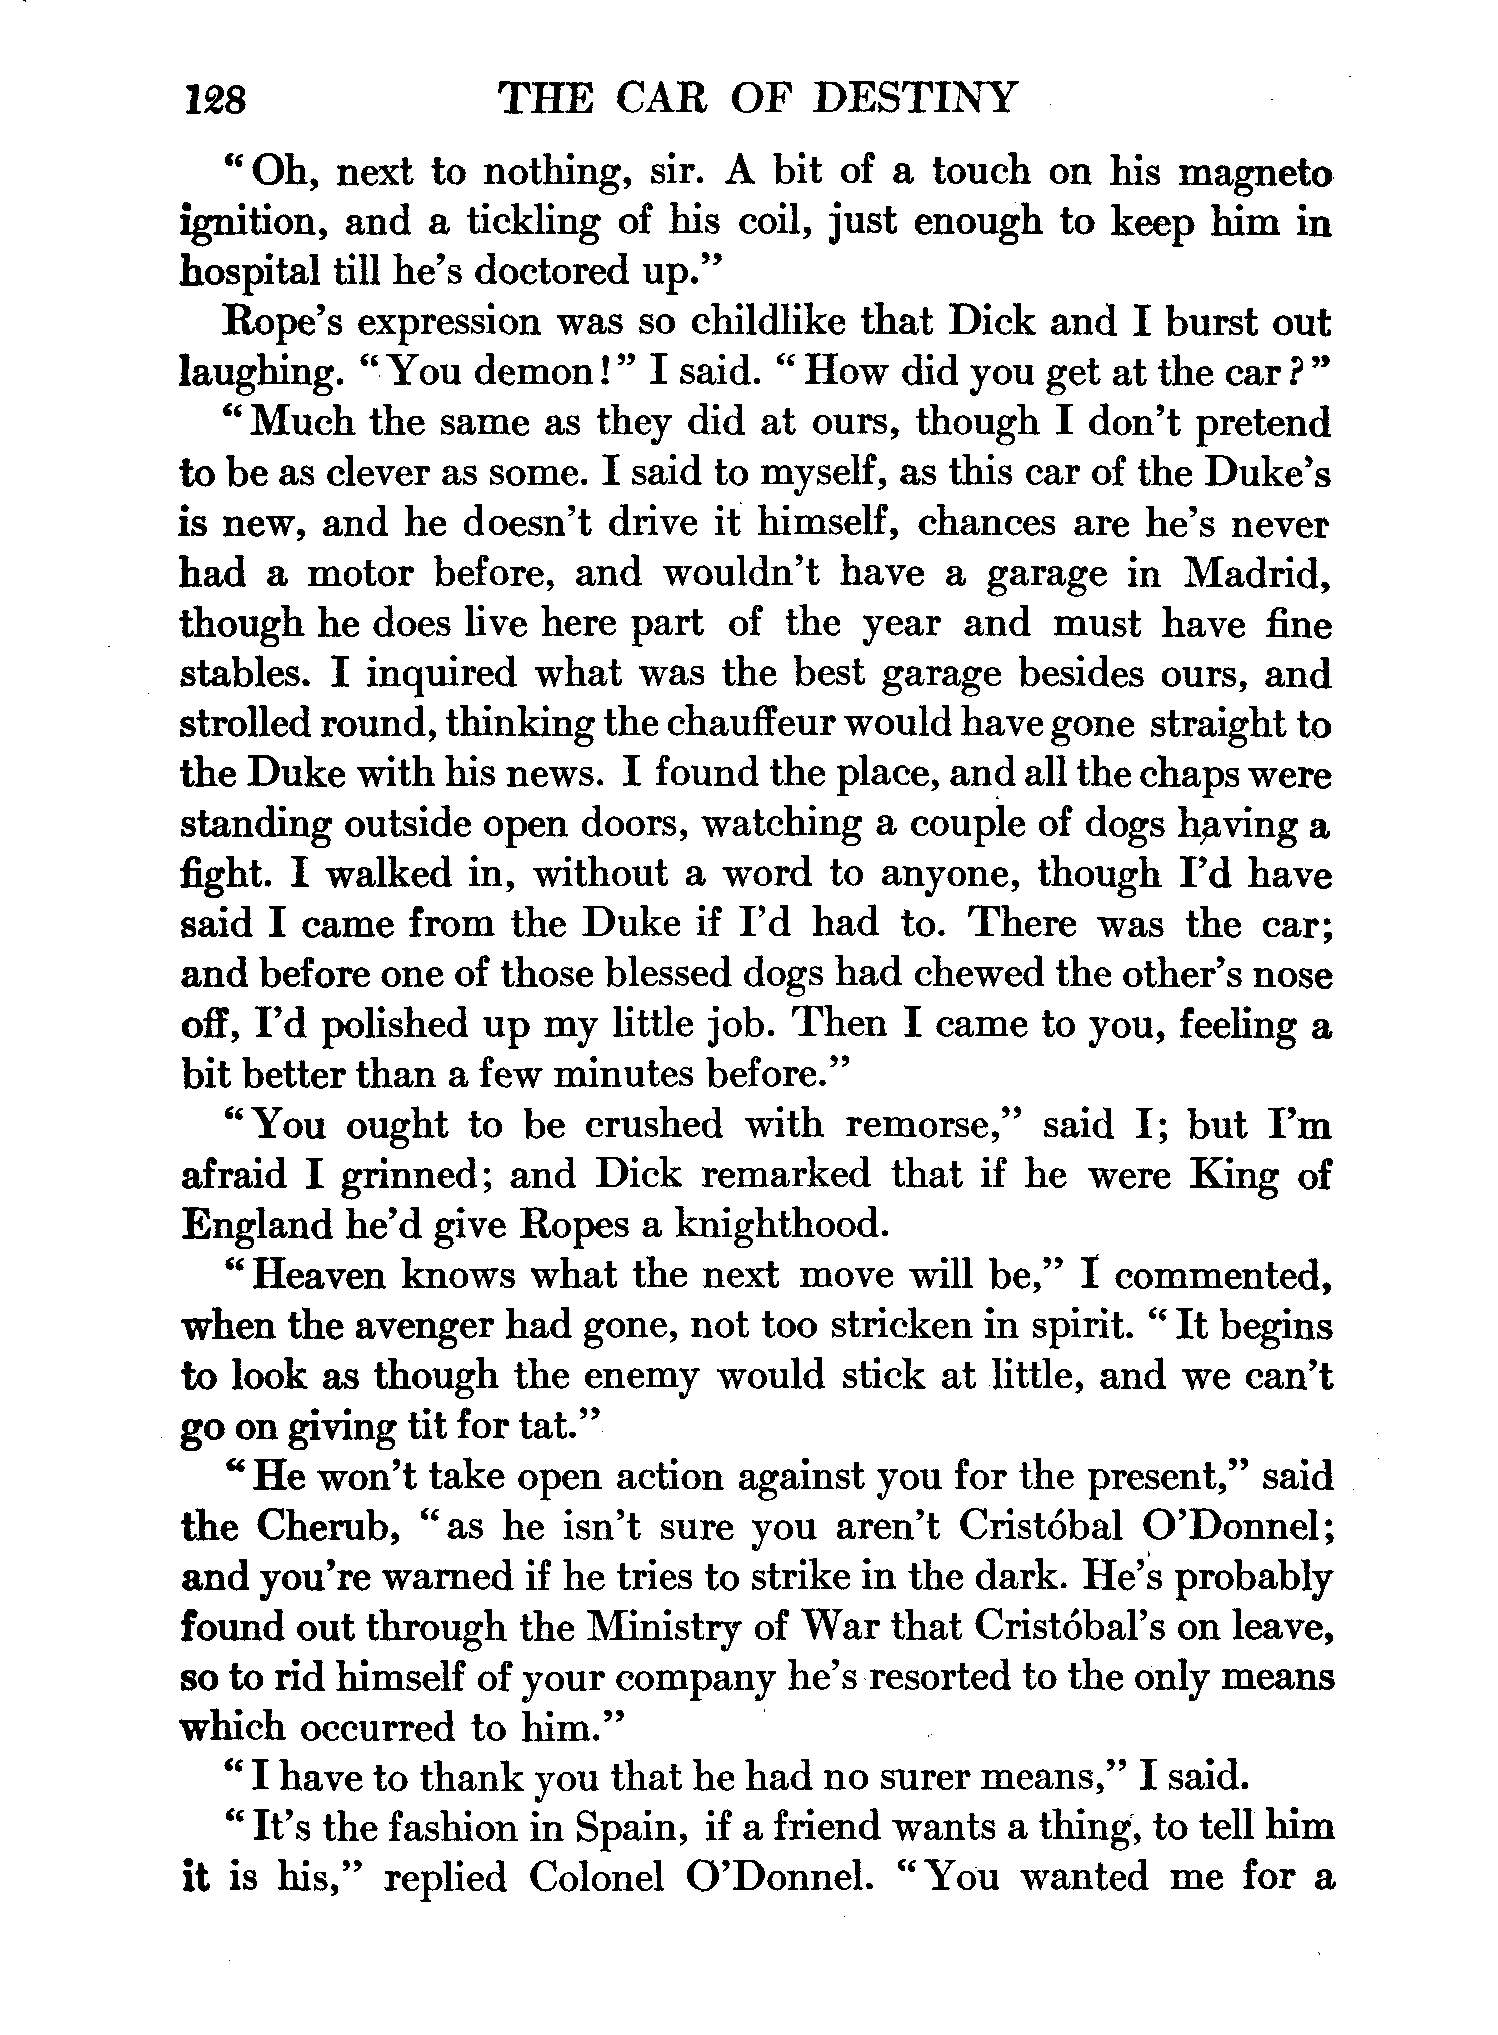 128 THE CAR OF DESTINY
“Oh, next to nothing, sir. A bit of a touch on his magneto
ignition, and a tickling of his coil, just enough to keep him in
hospital till he’s doctored up.”
Rope’s expression was so childlike that Dick and I burst out
laughing. “You demon!” I said. “How did you get at the car?”
“Much the same as they did at ours, though I don’t pretend
to be as clever as some. I said to myself, as this car of the Duke’s
is new, and he doesn’t drive it himself, chances are he’s never
had a motor before, and wouldn’t have a garage in Madrid,
though he does live here part of the year and must have fine
stables. I inquired what was the best garage besides ours, and
strolled round, thinking the chauffeur would have gone straight to
the Duke with his news. I found the place, and all the chaps were
standing outside open doors, watching a couple of dogs having a
fight. I walked in, without a word to anyone, though I’d have
said I came from the Duke if I’d had to. There was the car;
and before one of those blessed dogs had chewed the other’s nose
off, I’d polished up my little job. Then I came to you, feeling a
bit better than a few minutes before.”
“You ought to be crushed with remorse,” said I; but I’m
afraid I grinned; and Dick remarked that if he were King of
England he’d give Ropes a knighthood.
“Heaven knows what the next move will be,” I commented,
when the avenger had gone, not too stricken in spirit. “It begins
to look as though the enemy would stick at little, and we can’t
go on giving tit for tat.”
“He won’t take open action against you for the present,” said
the Cherub, “as he isn’t sure you aren’t Cristóbal O’Donnel;
and you’re warned if he tries to strike in the dark. He’s probably
found out through the Ministry of War that Cristóbal’s on leave,
so to rid himself of your company he’s resorted to the only means
which occurred to him.”
“I have to thank you that he had no surer means,” I said.
“It’s the fashion in Spain, if a friend wants a thing, to tell him
it is his,” replied Colonel O’Donnel. “You wanted me for a